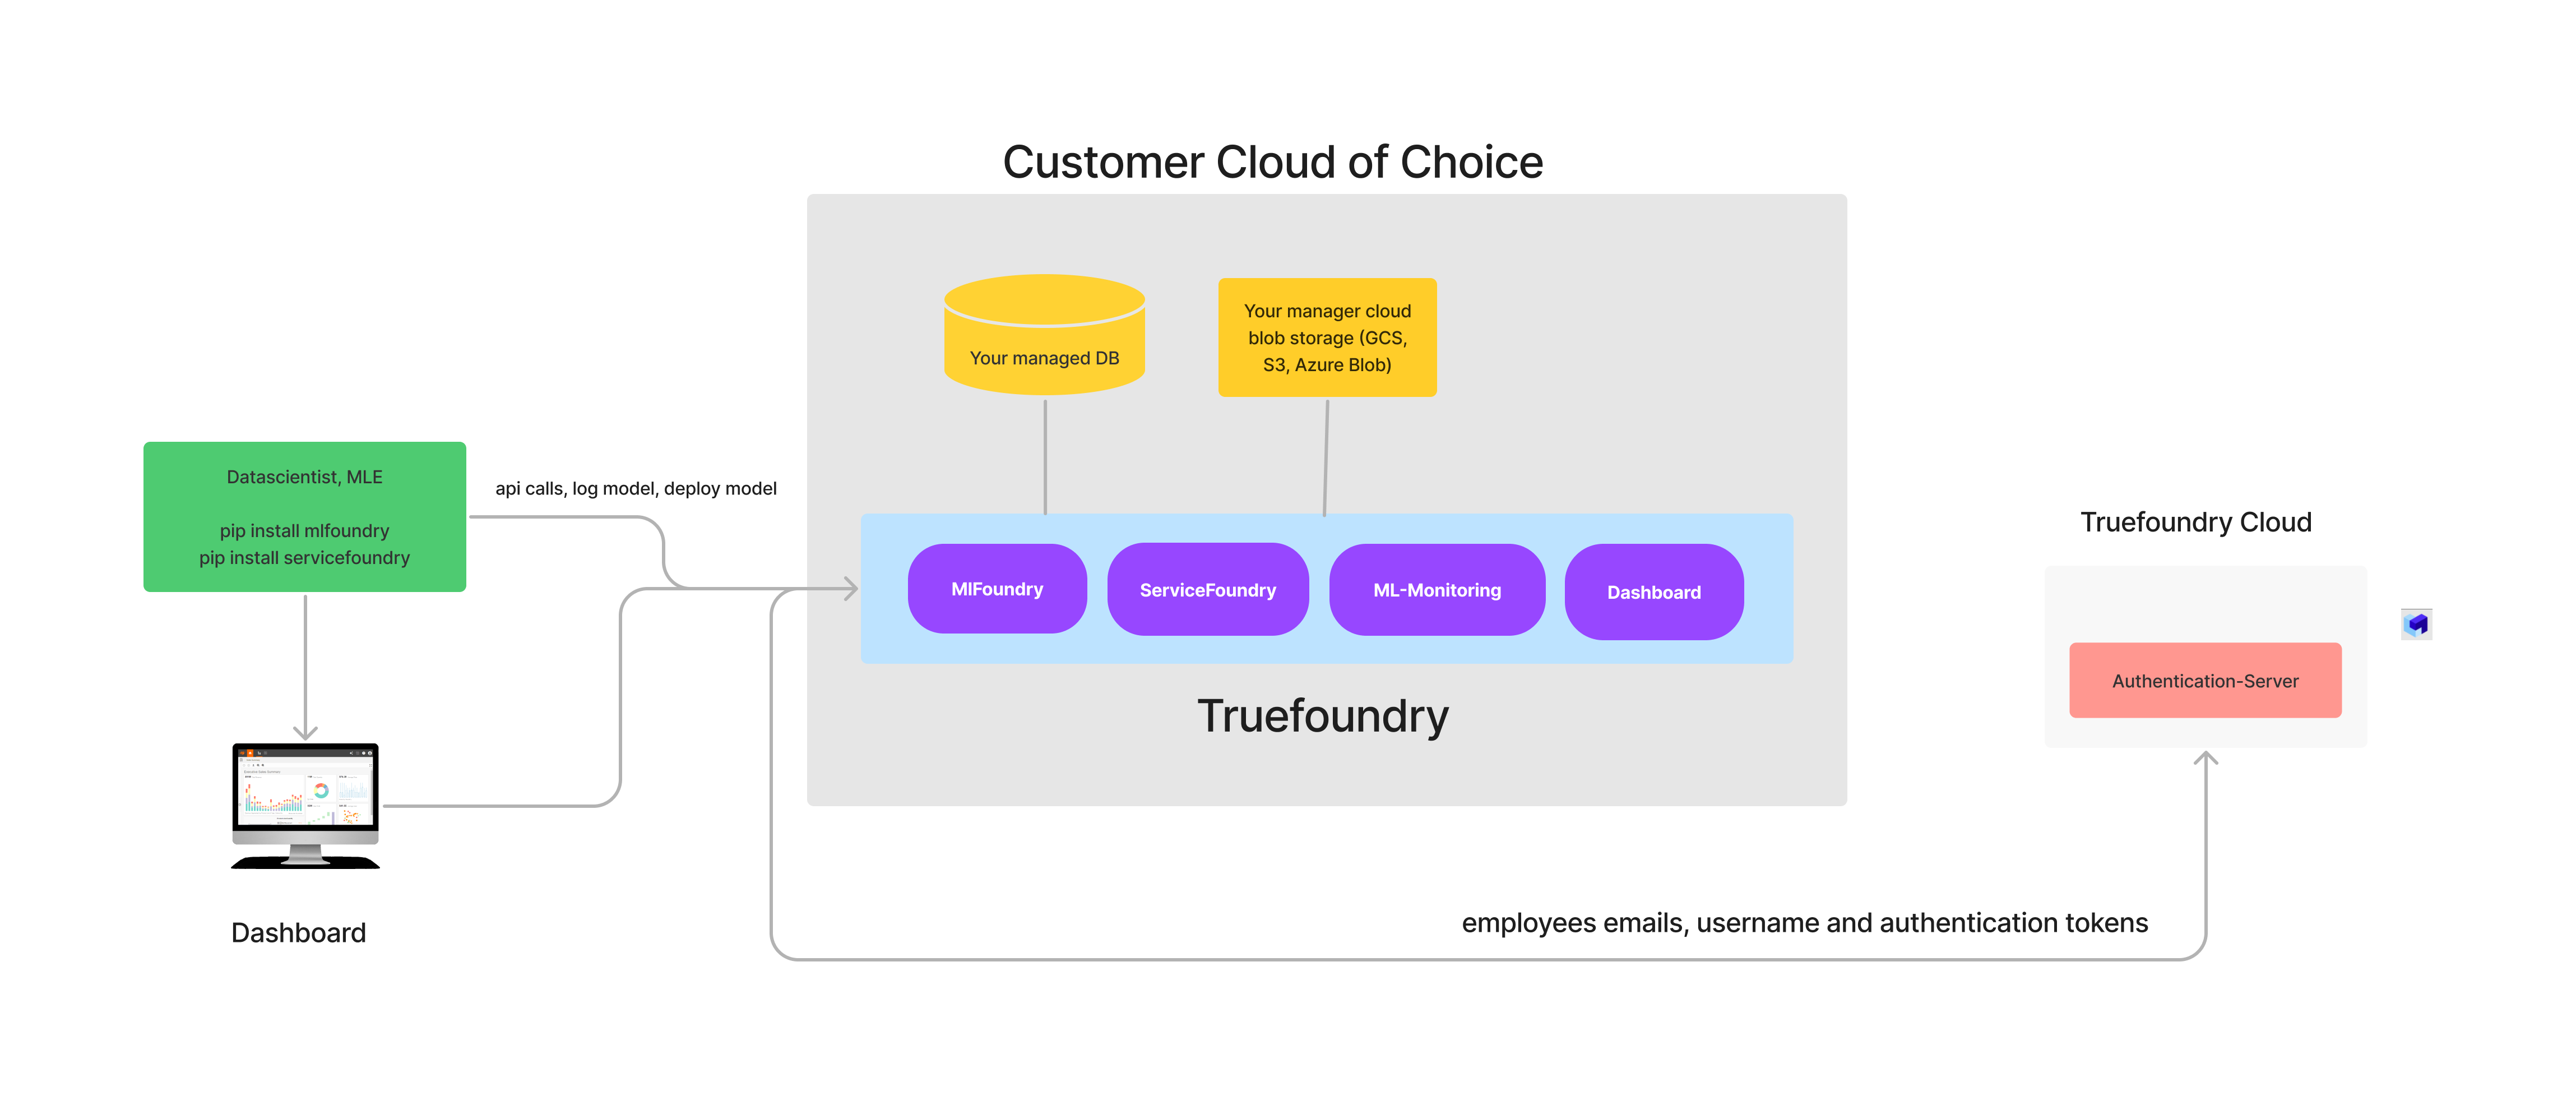 Customer Cloud of Choice
Your managed DB
Your manager cloud
blob storage (GCS,
S3, Azure Blob)
Datascientist, MLE
pip install mlfoundry
pip install servicefoundry
api calls, log model, deploy model
MlFoundry
ServiceFoundry
ML-Monitoring
Dashboard
Truefoundry
Truefoundry Cloud
Authentication-Server
Dashboard
employees emails, username and authentication tokens